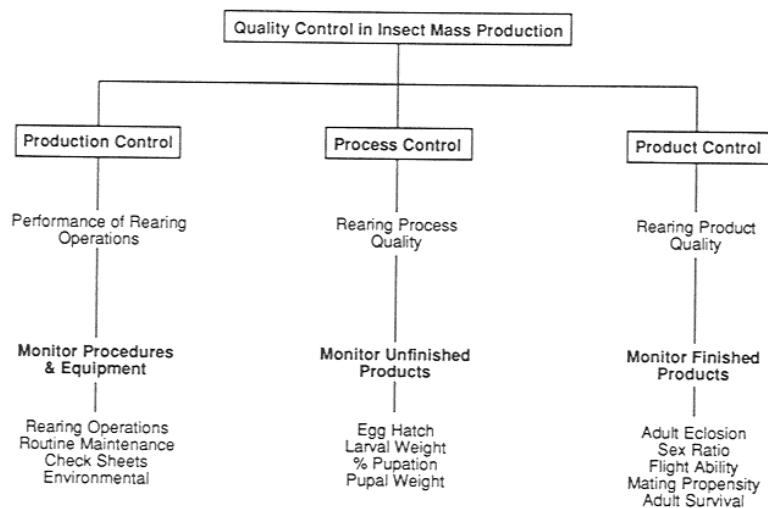 Quality Control in Insect Mass Production
Production Control
Process Control
Product Control
Performance of Rearing
Operations
Rearing Process
Quality
Rearing Product
Quality
Monitor Procedures
& Equipment
Monitor Unfinished
Products
Monitor Finished
Products
Rearing Operations
Routine Maintenance
Check Sheets
Environmental
Egg Hatch
Larval Weight
% Pupation
Pupal Weight
Adult Eclosion
Sex Ratio
Flight Ability
Mating Propensity
Adult Survival